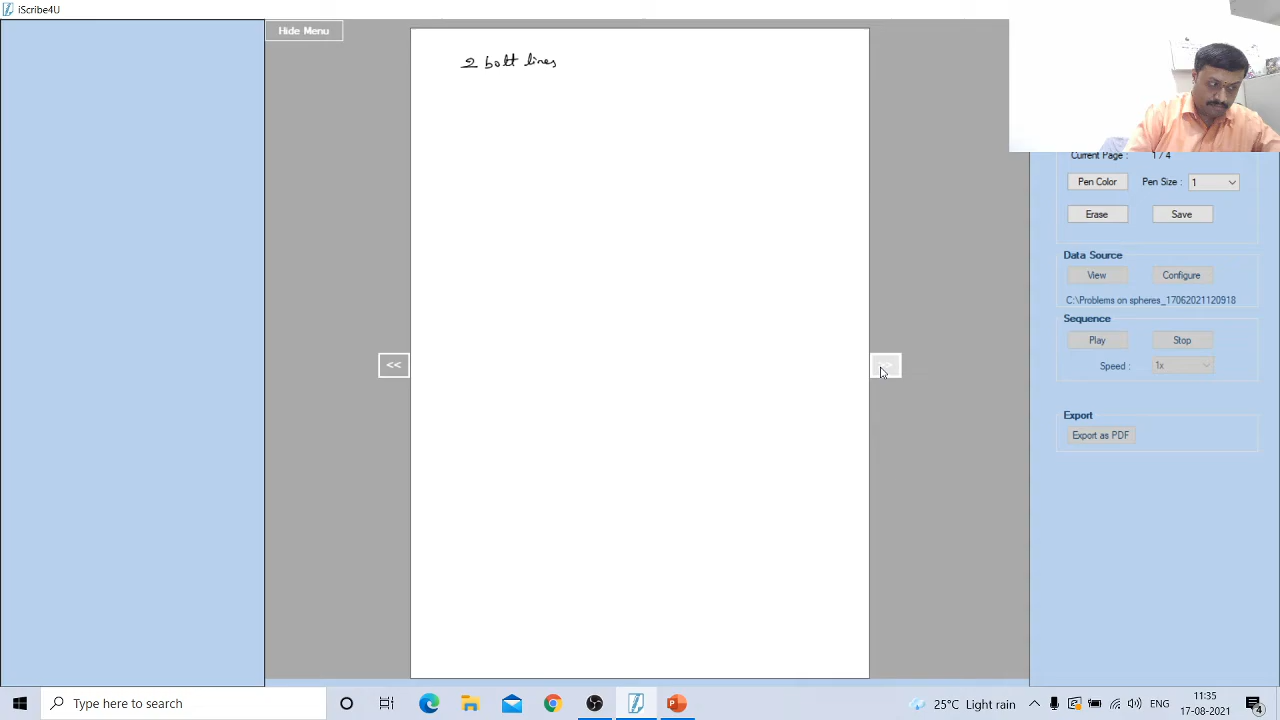 iScribe4U
Hide Menu
2 bolt lines
<<
>>
Current Page : 1 / 4
Pen Color Pen Size : 1
Erase Save
Data Source
View Configure
C:\Problems on spheres_17062021120918
Sequence
Play Stop
Speed : 1x
Export
Export as PDF
Type here to search
25°C Light rain ENG 11:35
17-08-2021 4